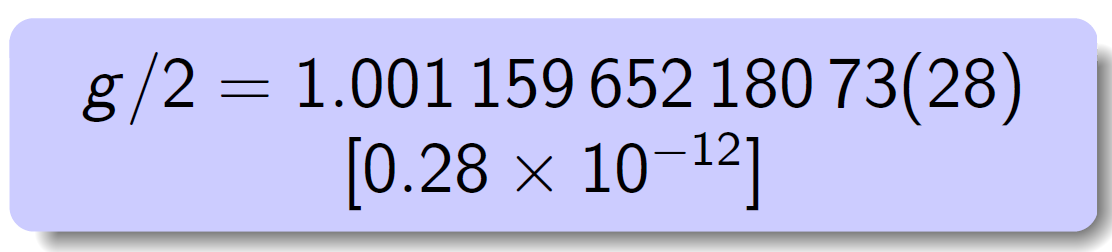 g/2 = 1.001 159 652 180 73(28)
[0.28 × 10⁻¹²]